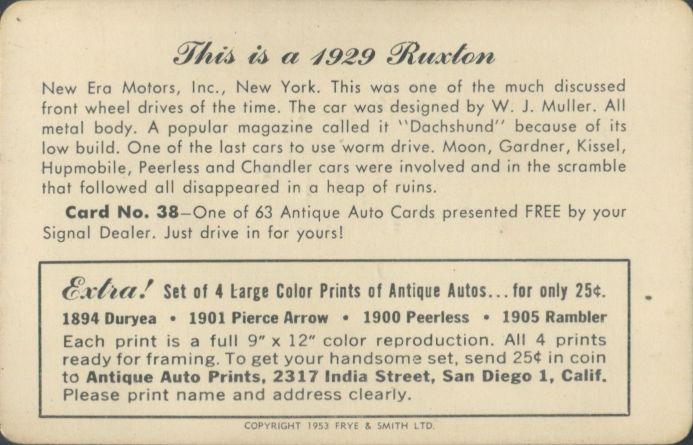 This is a 1929 Ruxton
New Era Motors, Inc., New York. This was one of the much discussed
front wheel drives of the time. The car was designed by W. J. Muller. All
metal body. A popular magazine called it "Dachshund" because of its
low build. One of the last cars to use worm drive. Moon, Gardner, Kissel,
Hupmobile, Peerless and Chandler cars were involved and in the scramble
that followed all disappeared in a heap of ruins.
Card No. 38—One of 63 Antique Auto Cards presented FREE by your
Signal Dealer. Just drive in for yours!
Extra! Set of 4 Large Color Prints of Antique Autos...for only 25¢.
1894 Duryea • 1901 Pierce Arrow • 1900 Peerless • 1905 Rambler
Each print is a full 9" x 12" color reproduction. All 4 prints
ready for framing. To get your handsome set, send 25¢ in coin
to Antique Auto Prints, 2317 India Street, San Diego 1, Calif.
Please print name and address clearly.
COPYRIGHT 1953 FRYE & SMITH LTD.